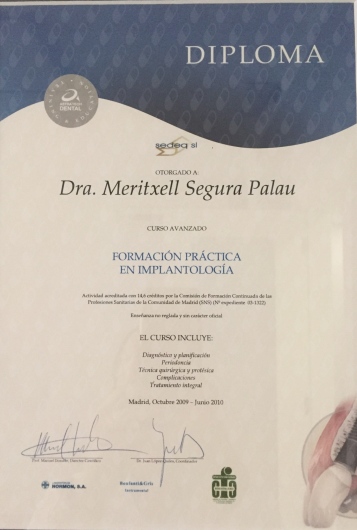 DIPLOMA
DENTAL
sedeq sl
OTORGADO A:
Dra. Meritxell Segura Palau
CURSO AVANZADO
FORMACIÓN PRÁCTICA
EN IMPLANTOLOGÍA
Actividad acreditada con 14,6 créditos por la Comisión de Formación Continuada de las
Profesiones Sanitarias de la Comunidad de Madrid (SNS) (Nº expediente
Enseñanza no reglada y sin carácter oficial
EL CURSO INCLUYE:
Diagnóstico y planificación
Periodoncia
Técnica quirúrgica y protésica
Complicaciones
Tratamiento integral
Madrid, Octubre 2009 - Junio 2010
NORMON, S.A.